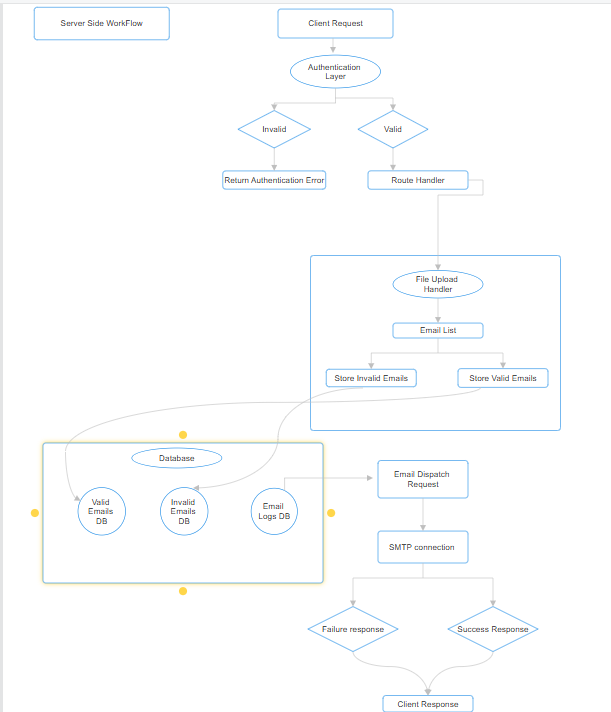 Server Side WorkFlow
Client Request
Authentication
Layer
Invalid
Valid
Return Authentication Error
Route Handler
File Upload
Handler
Email List
Store Invalid Emails
Store Valid Emails
Database
Valid
Emails
DB
Invalid
Emails
DB
Email
Logs DB
Email Dispatch
Request
SMTP connection
Failure response
Success Response
Client Response